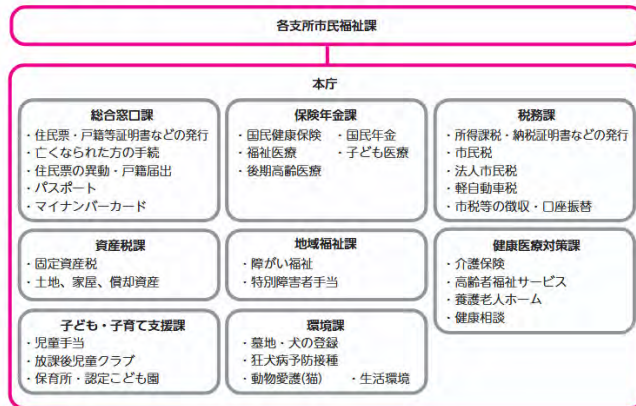 各支所市民福祉課
本庁
総合窓口課
・住民票・戸籍等証明書などの発行
・亡くなられた方の手続
・住民票の異動・戸籍届出
・パスポート
・マイナンバーカード
保険年金課
・国民健康保険　・国民年金
・福祉医療　・子ども医療
・後期高齢医療
税務課
・所得課税・納税証明書などの発行
・市民税
・法人市民税
・軽自動車税
・市税等の徴収・口座振替
資産税課
・固定資産税
・土地、家屋、償却資産
地域福祉課
・障がい福祉
・特別障害者手当
健康医療対策課
・介護保険
・高齢者福祉サービス
・養護老人ホーム
・健康相談
子ども・子育て支援課
・児童手当
・放課後児童クラブ
・保育所・認定こども園
環境課
・墓地・犬の登録
・狂犬病予防接種
・動物愛護(猫)　・生活環境